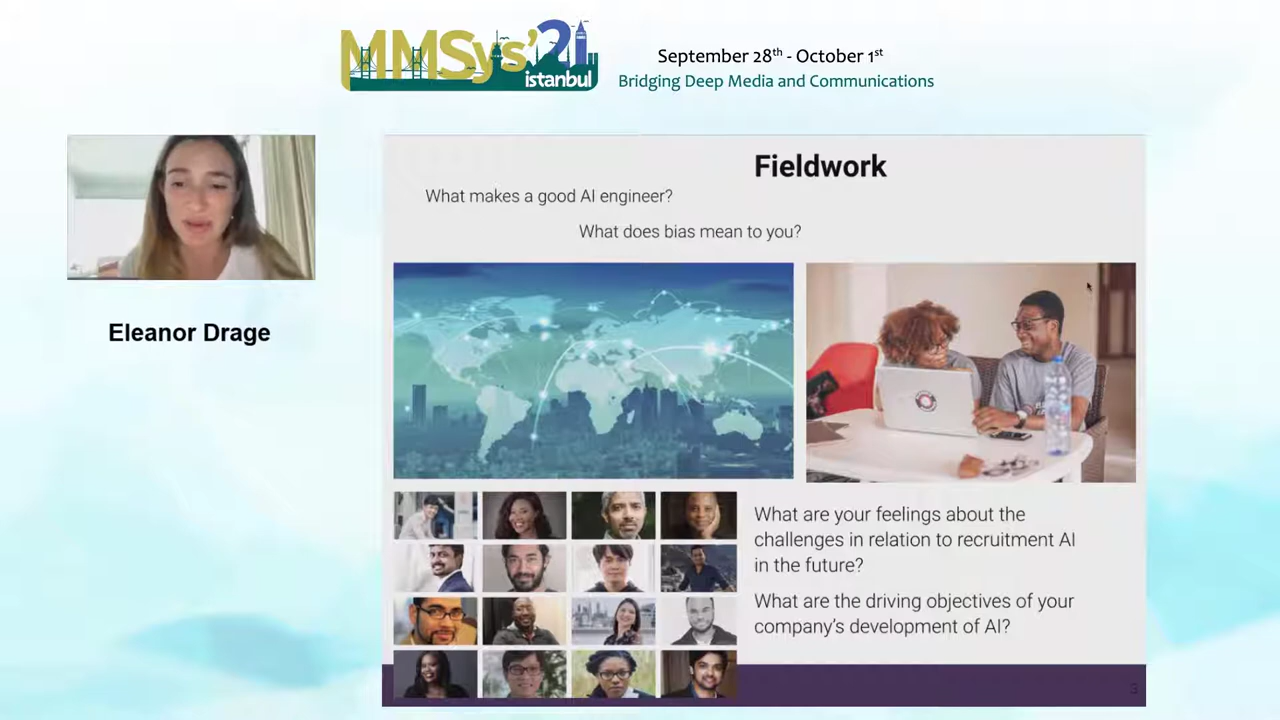 MMSys'21
istanbul
September 28th - October 1st
Bridging Deep Media and Communications
Eleanor Drage
Fieldwork
What makes a good AI engineer?
What does bias mean to you?
What are your feelings about the
challenges in relation to recruitment AI
in the future?
What are the driving objectives of your
company's development of AI?
3